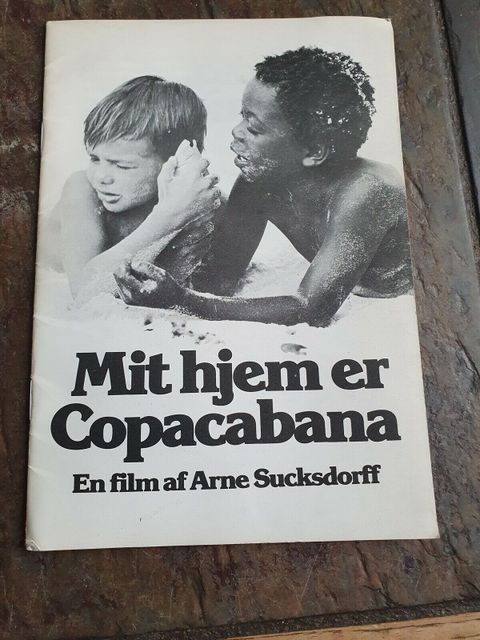 Mit hjem er
Copacabana
En film af Arne Sucksdorff